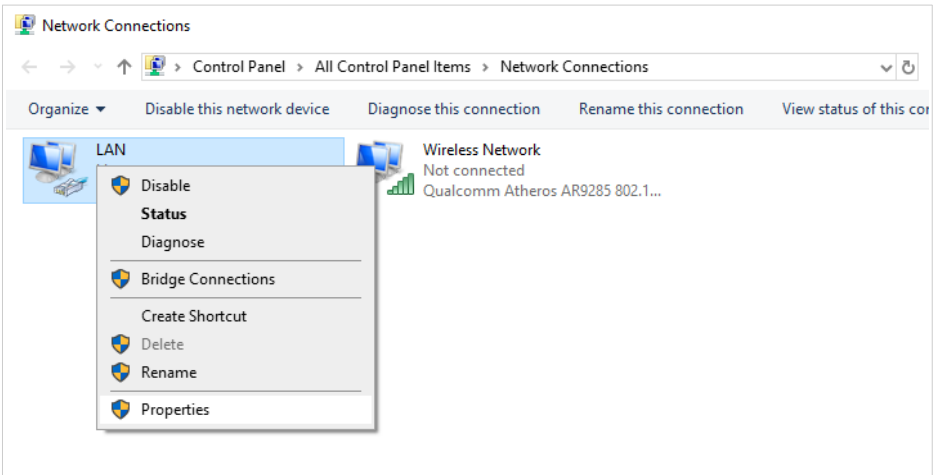 Network Connections
Control Panel > All Control Panel Items > Network Connections
Organize Disable this network device Diagnose this connection Rename this connection View status of this
LAN
Wireless Network
Not connected
Qualcomm Atheros AR9285 802.1...
Disable
Status
Diagnose
Bridge Connections
Create Shortcut
Delete
Rename
Properties